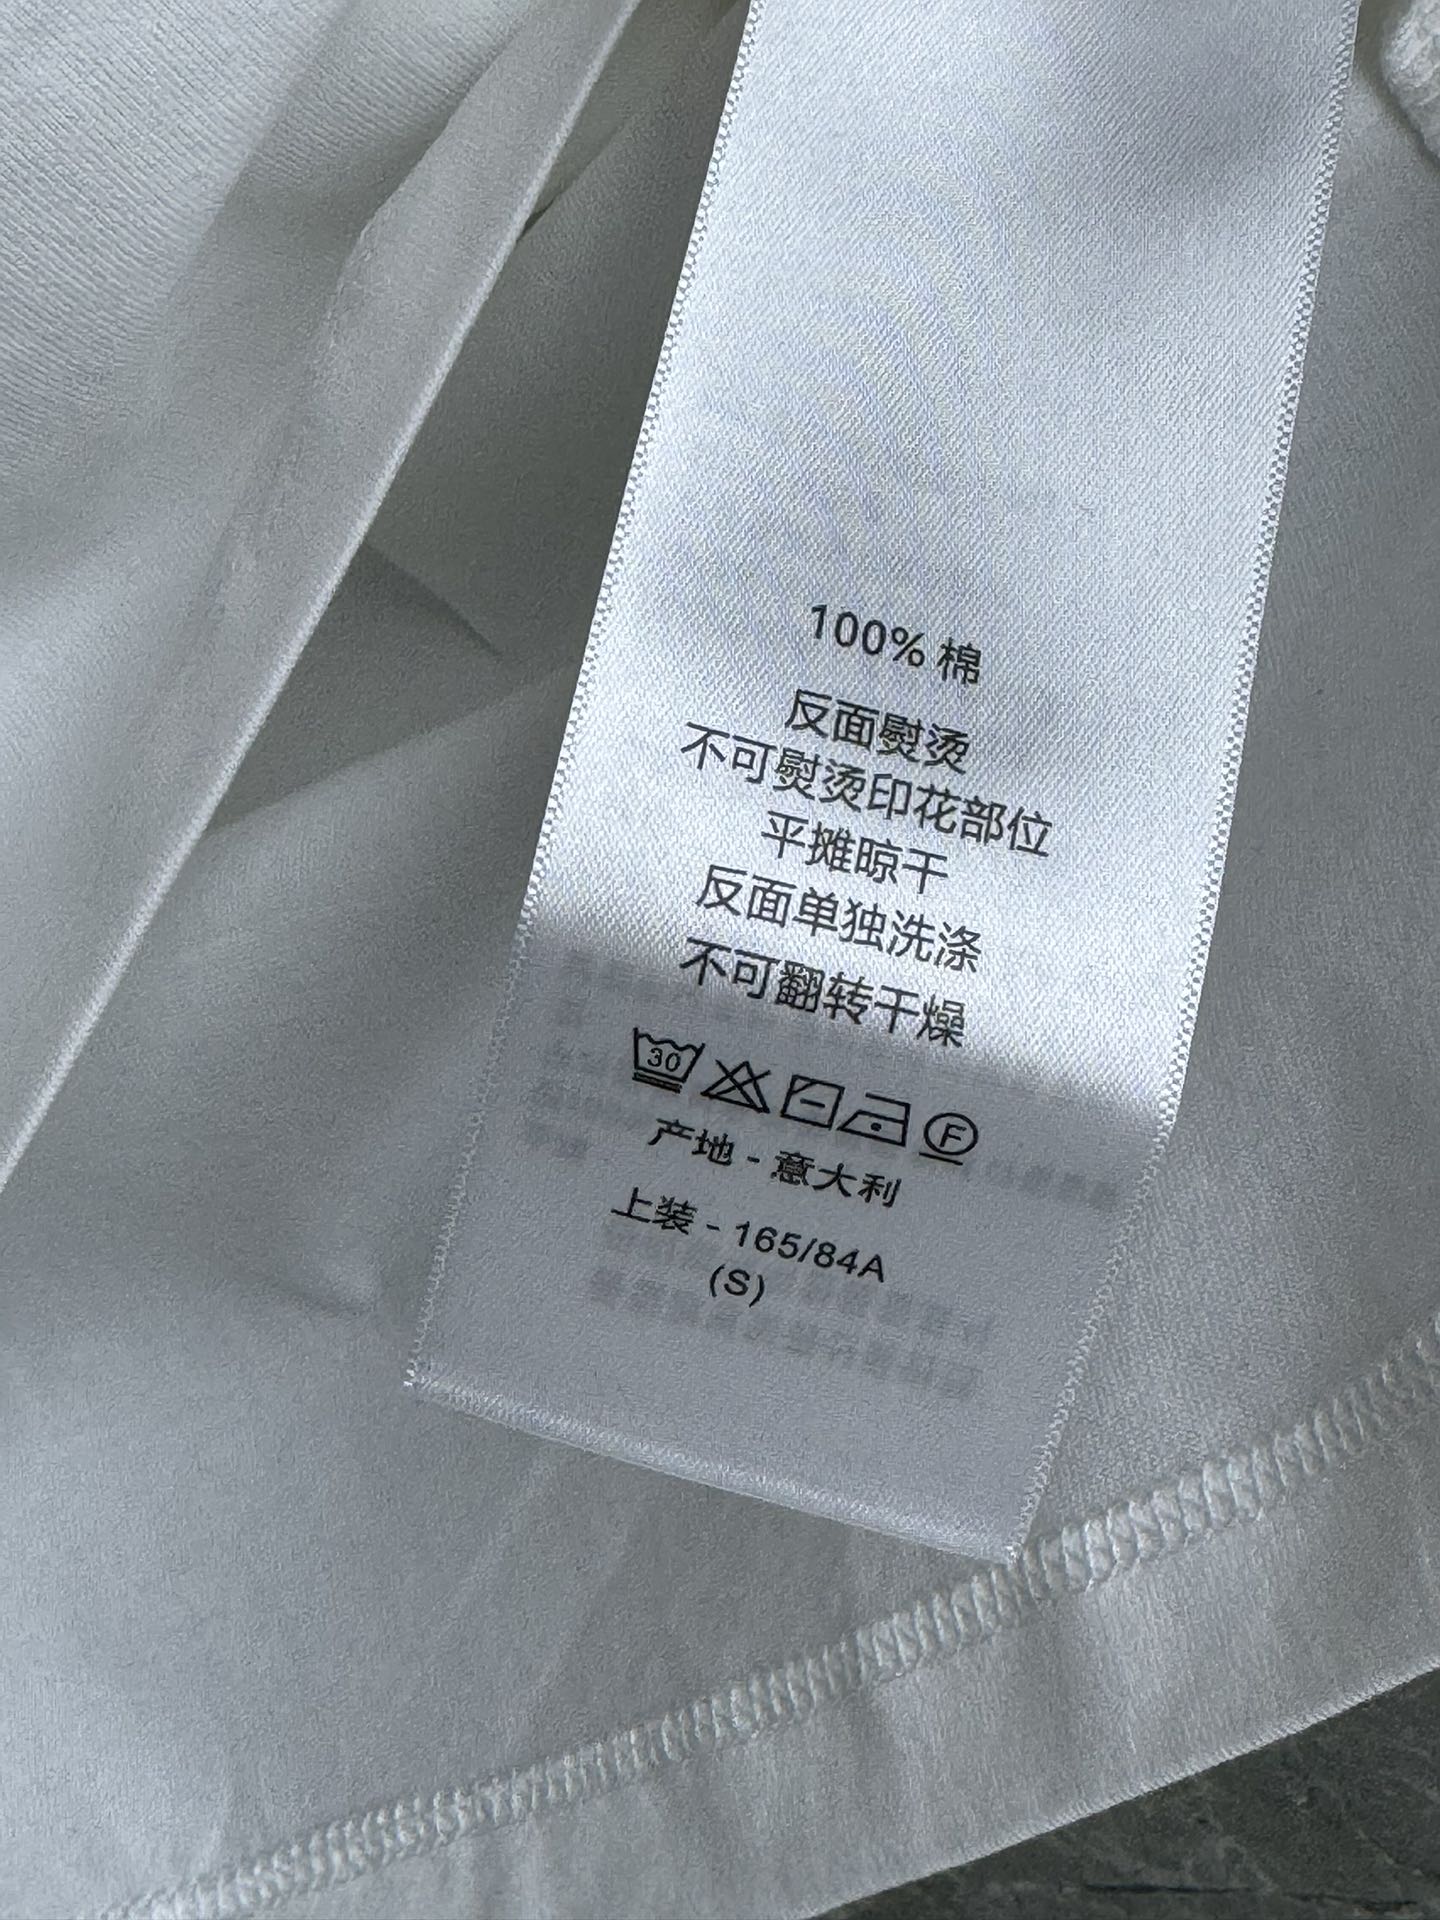 100% 棉
反面熨烫
不可熨烫印花部位
平摊晾干
反面单独洗涤
不可翻转干燥
30 F
产地 - 意大利
上装 - 165/84A
(S)